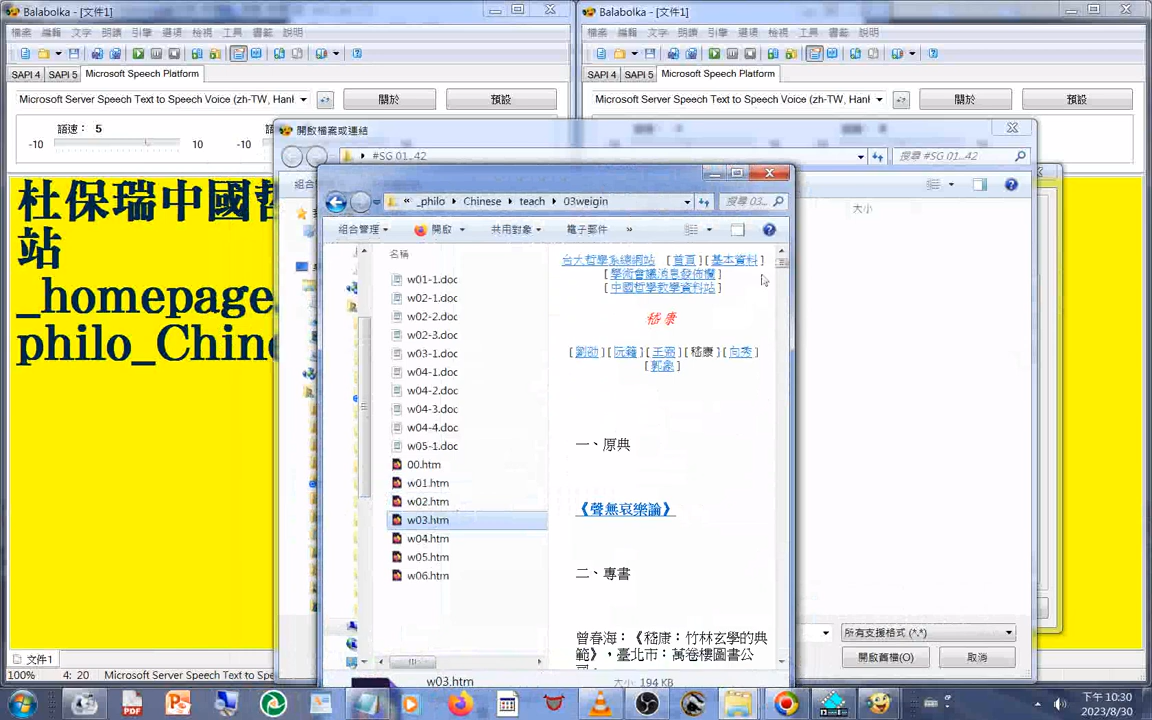 Balabolka - [文件1]
Balabolka - [文件1]
檔案 編輯 文字 朗讀 引擎 選項 檢視 工具 書籤 說明
檔案 編輯 文字 朗讀 引擎 選項 檢視 工具 書籤 說明
SAPI 4 SAPI 5 Microsoft Speech Platform
SAPI 4 SAPI 5 Microsoft Speech Platform
Microsoft Server Speech Text to Speech Voice (zh-TW, Hanl
關於
預設
Microsoft Server Speech Text to Speech Voice (zh-TW, Hanl
關於
預設
語速： 5
-10
10
-10
開啟檔案或連結
#SG 01..42
搜尋 #SG 01..42
杜保瑞中國哲
站
_homepage
philo_Chine
大小
« _philo Chinese teach 03weigin
搜尋 03...
組合管理
開啟
共用對象
電子郵件
»
名稱
w01-1.doc
w02-1.doc
w02-2.doc
w02-3.doc
w03-1.doc
w04-1.doc
w04-2.doc
w04-3.doc
w04-4.doc
w05-1.doc
00.htm
w01.htm
w02.htm
w03.htm
w04.htm
w05.htm
w06.htm
台大哲學系總網站 [首頁][基本資料]
[學術會議消息發佈欄]
[中國哲學教學資料站]
嵇康
[劉劭][阮籍][王弼][嵇康][向秀]
[郭象]
一、原典
《聲無哀樂論》
二、專書
曾春海：《嵇康：竹林玄學的典
範》，臺北市：萬卷樓圖書公
w03.htm
大小: 194 KB
所有支援格式 (*.*)
開啟舊檔(O)
取消
文件1
100%
4: 20
Microsoft Server Speech Text to
下午 10:30
2023/8/30